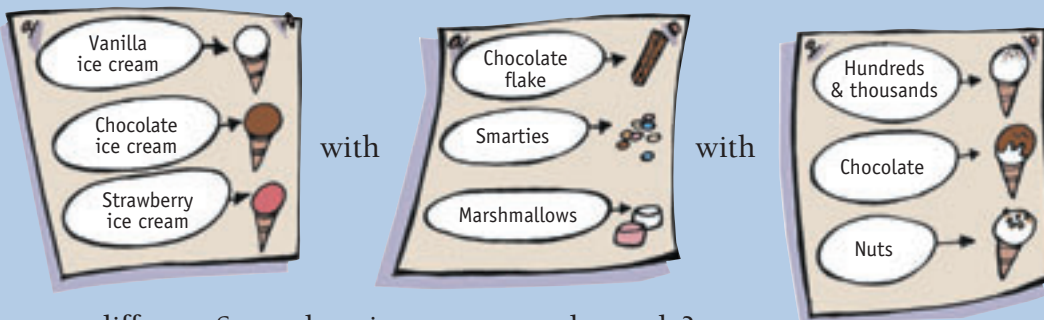 Vanilla
ice cream
Chocolate
ice cream
Strawberry
ice cream
with
Chocolate
flake
Smarties
Marshmallows
with
Hundreds
& thousands
Chocolate
Nuts